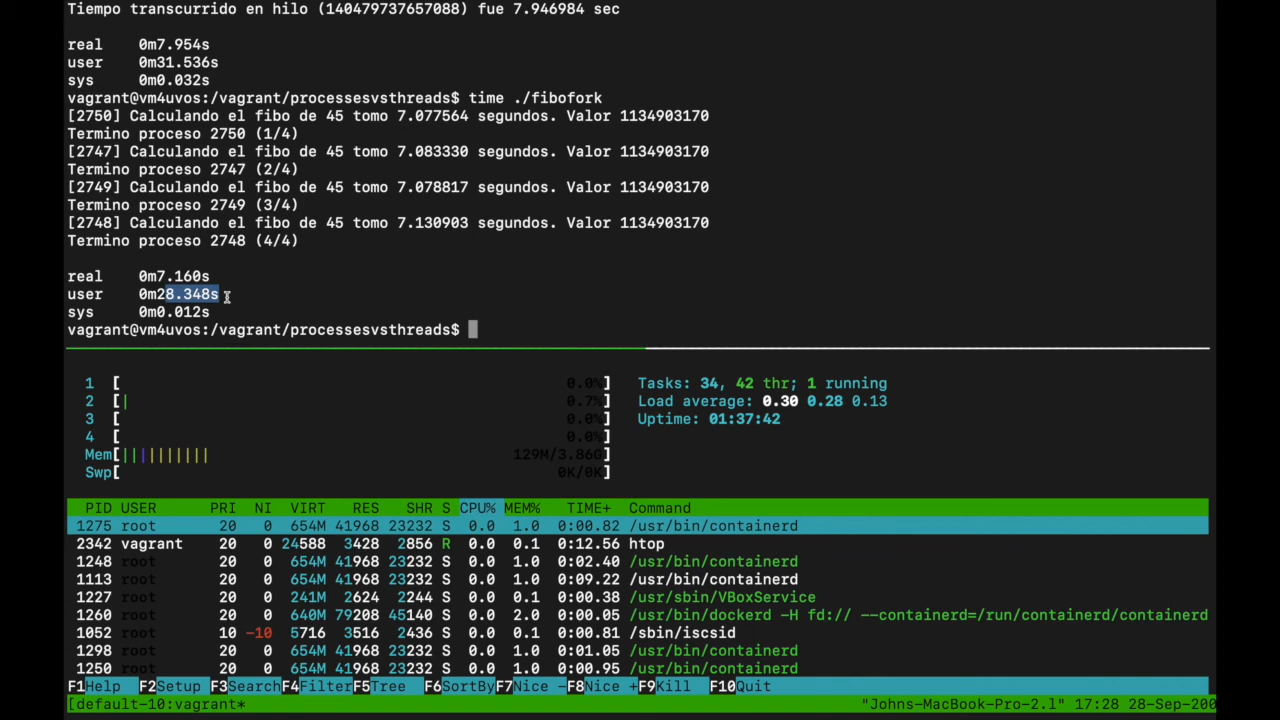 Tiempo transcurrido en hilo (140479737657088) fue 7.946984 sec
real 0m7.954s
user 0m31.536s
sys 0m0.032s
vagrant@vm4uvos:/vagrant/processesvsthreads$ time ./fibofork
[2750] Calculando el fibo de 45 tomo 7.077564 segundos. Valor 1134903170
Termino proceso 2750 (1/4)
[2747] Calculando el fibo de 45 tomo 7.083330 segundos. Valor 1134903170
Termino proceso 2747 (2/4)
[2749] Calculando el fibo de 45 tomo 7.078817 segundos. Valor 1134903170
Termino proceso 2749 (3/4)
[2748] Calculando el fibo de 45 tomo 7.130903 segundos. Valor 1134903170
Termino proceso 2748 (4/4)
real 0m7.160s
user 0m28.348s
sys 0m0.012s
vagrant@vm4uvos:/vagrant/processesvsthreads$
1 [ 0.0%] Tasks: 34, 42 thr; 1 running
2 [| 0.7%] Load average: 0.30 0.28 0.13
3 [ 0.0%] Uptime: 01:37:42
4 [ 0.0%]
Mem[|||||||||| 129M/3.86G]
Swp[ 0K/0K]
PID USER PRI NI VIRT RES SHR S CPU% MEM% TIME+ Command
1275 root 20 0 654M 41968 23232 S 0.0 1.0 0:00.82 /usr/bin/containerd
2342 vagrant 20 0 24588 3428 2856 R 0.0 0.1 0:12.56 htop
1248 root 20 0 654M 41968 23232 S 0.0 1.0 0:02.40 /usr/bin/containerd
1113 root 20 0 654M 41968 23232 S 0.0 1.0 0:09.22 /usr/bin/containerd
1227 root 20 0 241M 2624 2244 S 0.0 0.1 0:00.38 /usr/sbin/VBoxService
1260 root 20 0 640M 79208 45140 S 0.0 2.0 0:00.05 /usr/bin/dockerd -H fd:// --containerd=/run/containerd/containerd
1052 root 10 -10 5716 3516 2436 S 0.0 0.1 0:00.81 /sbin/iscsid
1298 root 20 0 654M 41968 23232 S 0.0 1.0 0:01.05 /usr/bin/containerd
1250 root 20 0 654M 41968 23232 S 0.0 1.0 0:00.95 /usr/bin/containerd
F1Help F2Setup F3SearchF4FilterF5Tree F6SortByF7Nice -F8Nice +F9Kill F10Quit
[default-10:vagrant* "Johns-MacBook-Pro-2.l" 17:28 28-Sep-200